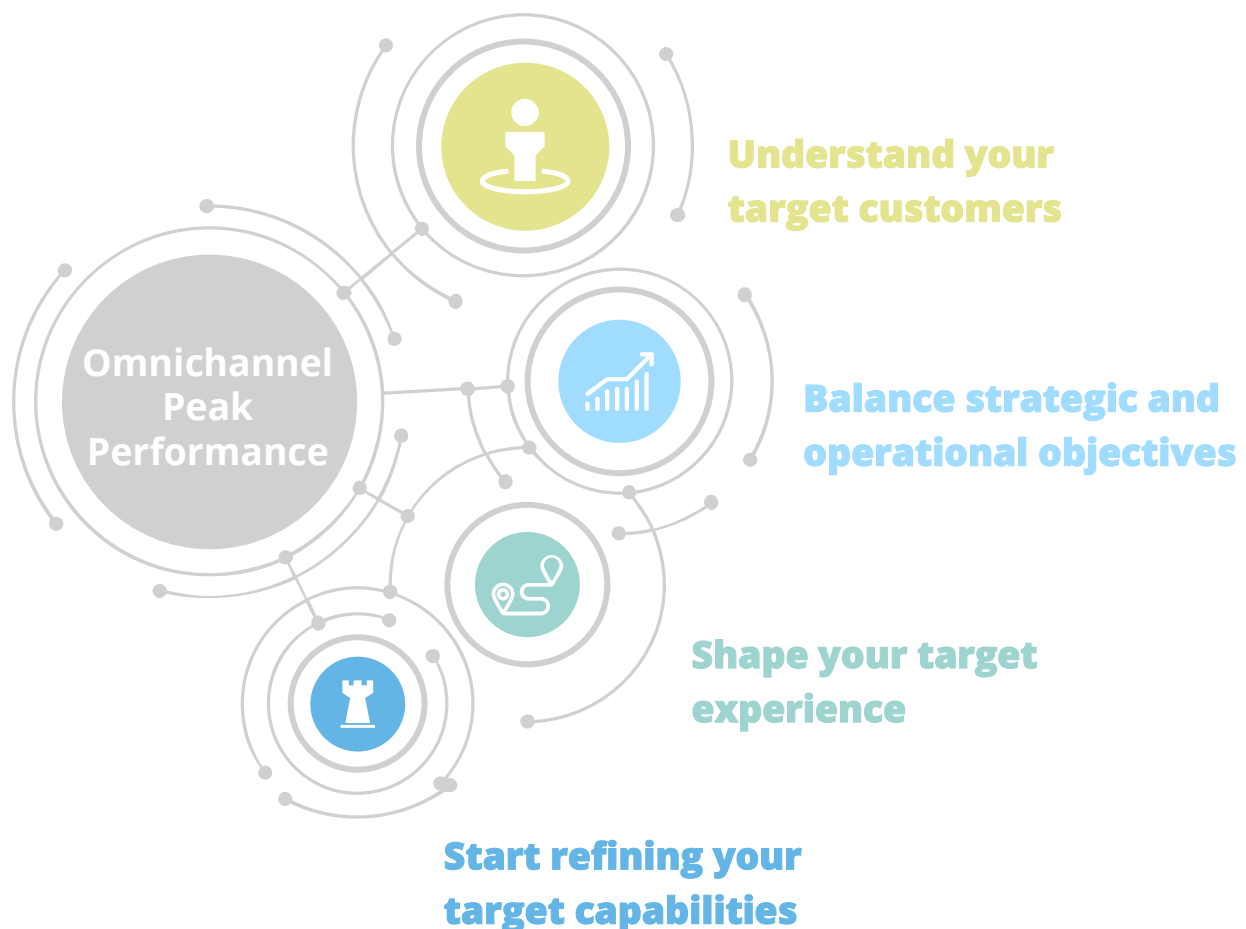 Understand your
target customers
Omnichannel
Peak
Performance
Balance strategic and
operational objectives
Shape your target
experience
Start refining your
target capabilities